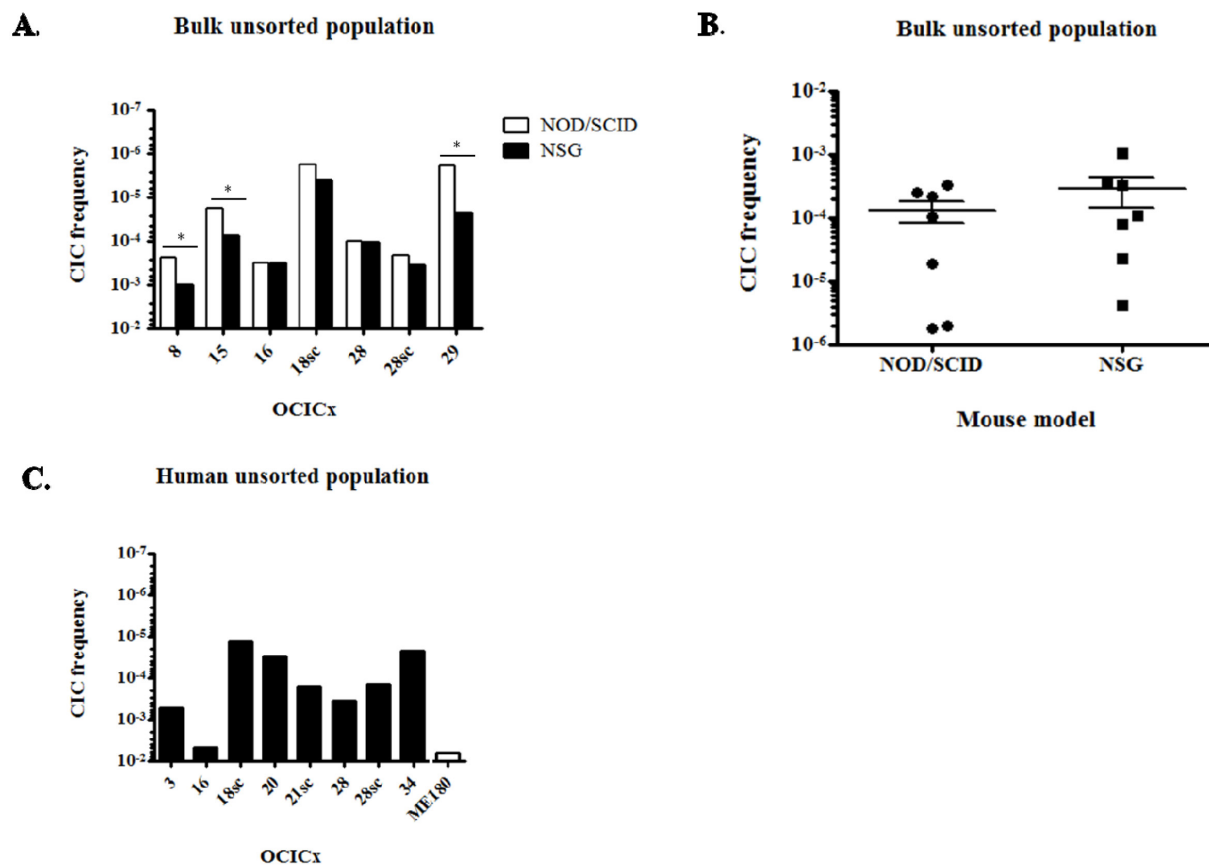 A.
Bulk unsorted population
CIC frequency
10-7
10-6
10-5
10-4
10-3
10-2
*
*
*
NOD/SCID
NSG
8
15
16
18sc
28
28sc
29
OCICx
B.
Bulk unsorted population
CIC frequency
10-2
10-3
10-4
10-5
10-6
NOD/SCID
NSG
Mouse model
C.
Human unsorted population
CIC frequency
10-7
10-6
10-5
10-4
10-3
10-2
3
16
18sc
20
21sc
28
28sc
34
ME180
OCICx